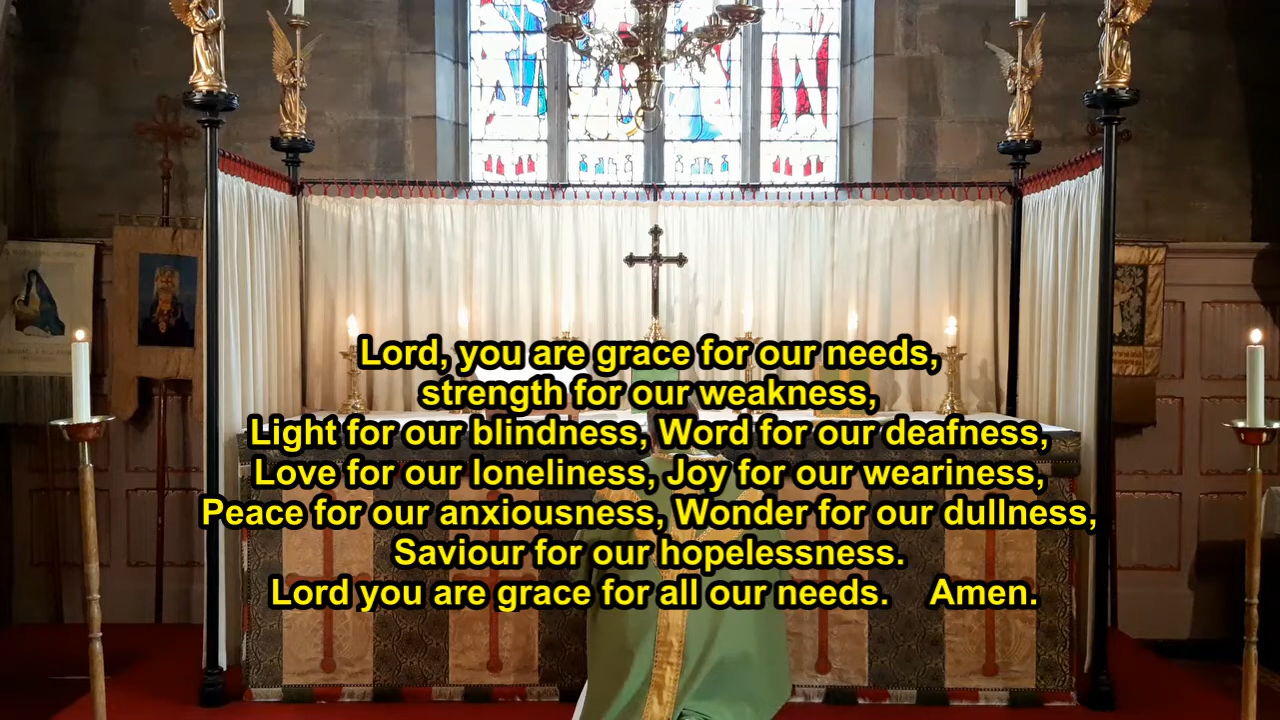 Lord, you are grace for our needs,
strength for our weakness,
Light for our blindness, Word for our deafness,
Love for our loneliness, Joy for our weariness,
Peace for our anxiousness, Wonder for our dullness,
Saviour for our hopelessness.
Lord you are grace for all our needs. Amen.